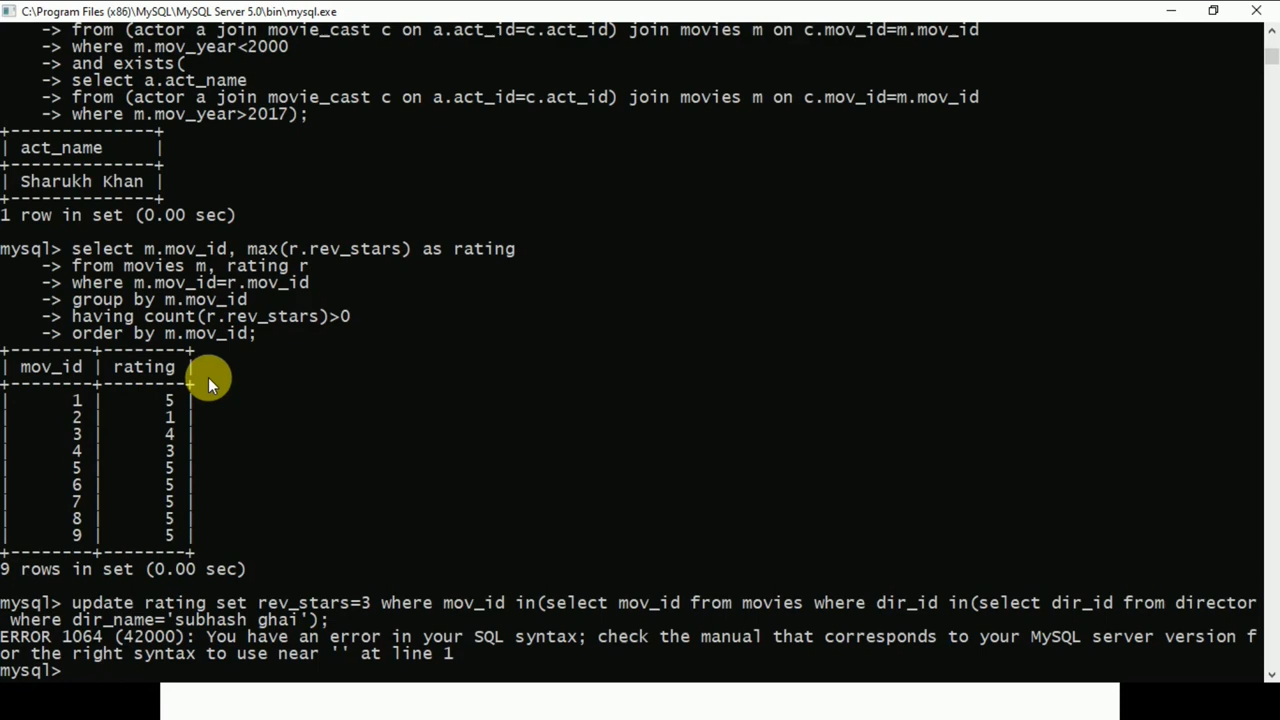 C:\Program Files (x86)\MySQL\MySQL Server 5.0\bin\mysql.exe
-> from (actor a join movie_cast c on a.act_id=c.act_id) join movies m on c.mov_id=m.mov_id
-> where m.mov_year<2000
-> and exists(
-> select a.act_name
-> from (actor a join movie_cast c on a.act_id=c.act_id) join movies m on c.mov_id=m.mov_id
-> where m.mov_year>2017);
+--------------+
| act_name     |
+--------------+
| Sharukh Khan |
+--------------+
1 row in set (0.00 sec)
mysql> select m.mov_id, max(r.rev_stars) as rating
-> from movies m, rating r
-> where m.mov_id=r.mov_id
-> group by m.mov_id
-> having count(r.rev_stars)>0
-> order by m.mov_id;
+--------+--------+
| mov_id | rating |
+--------+--------+
|      1 |      5 |
|      2 |      1 |
|      3 |      4 |
|      4 |      3 |
|      5 |      5 |
|      6 |      5 |
|      7 |      5 |
|      8 |      5 |
|      9 |      5 |
+--------+--------+
9 rows in set (0.00 sec)
mysql> update rating set rev_stars=3 where mov_id in(select mov_id from movies where dir_id in(select dir_id from director
where dir_name='subhash ghai');
ERROR 1064 (42000): You have an error in your SQL syntax; check the manual that corresponds to your MySQL server version f
or the right syntax to use near '' at line 1
mysql>